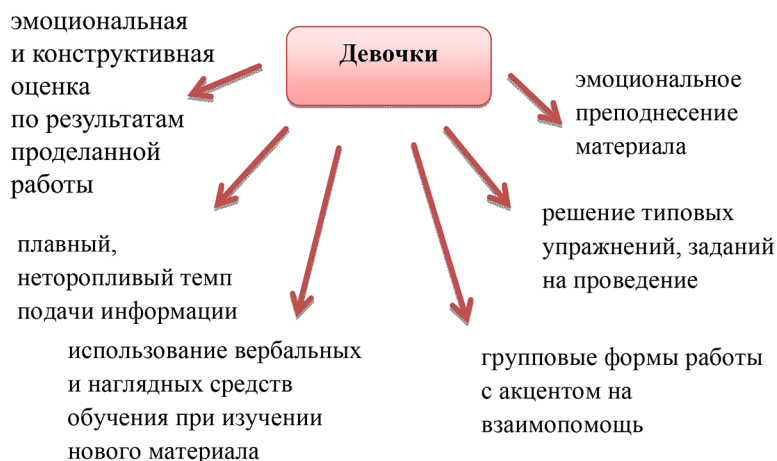 Девочки
эмоциональная
и конструктивная
оценка
по результатам
проделанной
работы
эмоциональное
преподнесение
материала
плавный,
неторопливый темп
подачи информации
решение типовых
упражнений, заданий
на проведение
использование вербальных
и наглядных средств
обучения при изучении
нового материала
групповые формы работы
с акцентом на
взаимопомощь